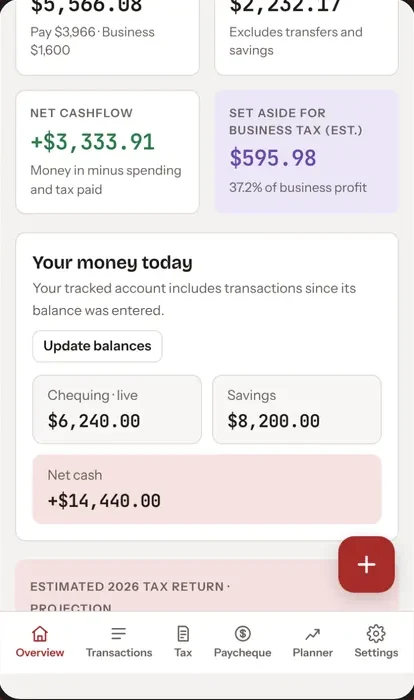 $5,566.08
Pay $3,966 · Business
$1,600
$2,232.17
Excludes transfers and
savings
NET CASHFLOW
+$3,333.91
Money in minus spending
and tax paid
SET ASIDE FOR
BUSINESS TAX (EST.)
$595.98
37.2% of business profit
Your money today
Your tracked account includes transactions since its
balance was entered.
Update balances
Chequing · live
$6,240.00
Savings
$8,200.00
Net cash
+$14,440.00
ESTIMATED 2026 TAX RETURN ·
PROJECTION
Overview
Transactions
Tax
Paycheque
Planner
Settings